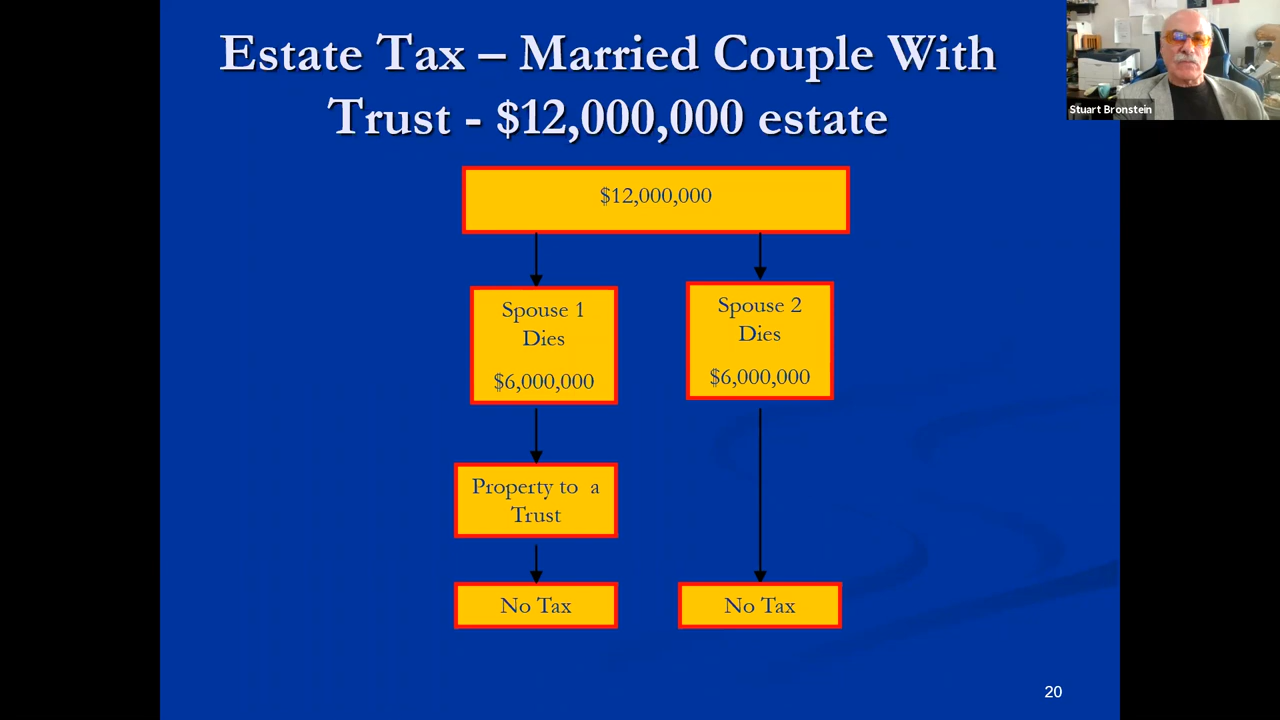 Estate Tax – Married Couple With
Trust - $12,000,000 estate
Stuart Bronstein
$12,000,000
Spouse 1
Dies
$6,000,000
Spouse 2
Dies
$6,000,000
Property to a
Trust
No Tax
No Tax
20